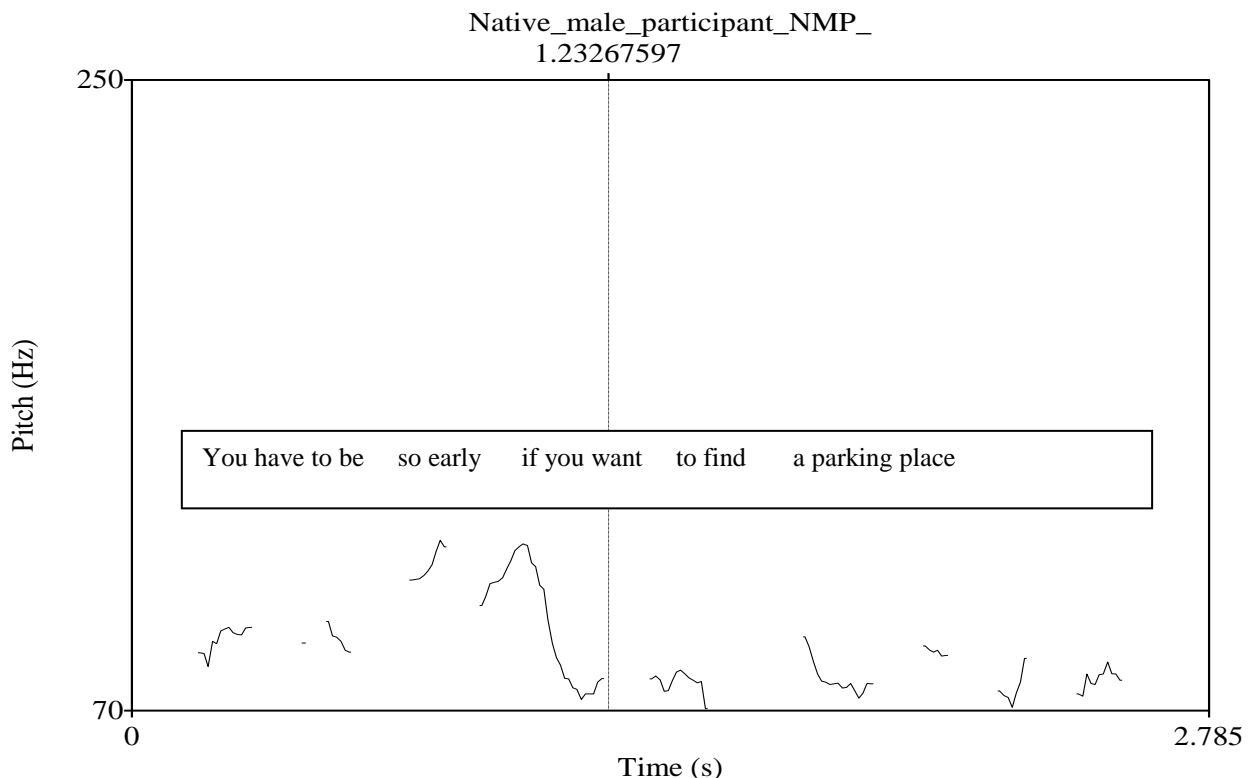 Native_male_participant_NMP_
1.23267597
250
Pitch (Hz)
You have to be so early if you want to find a parking place
70
0 2.785
Time (s)